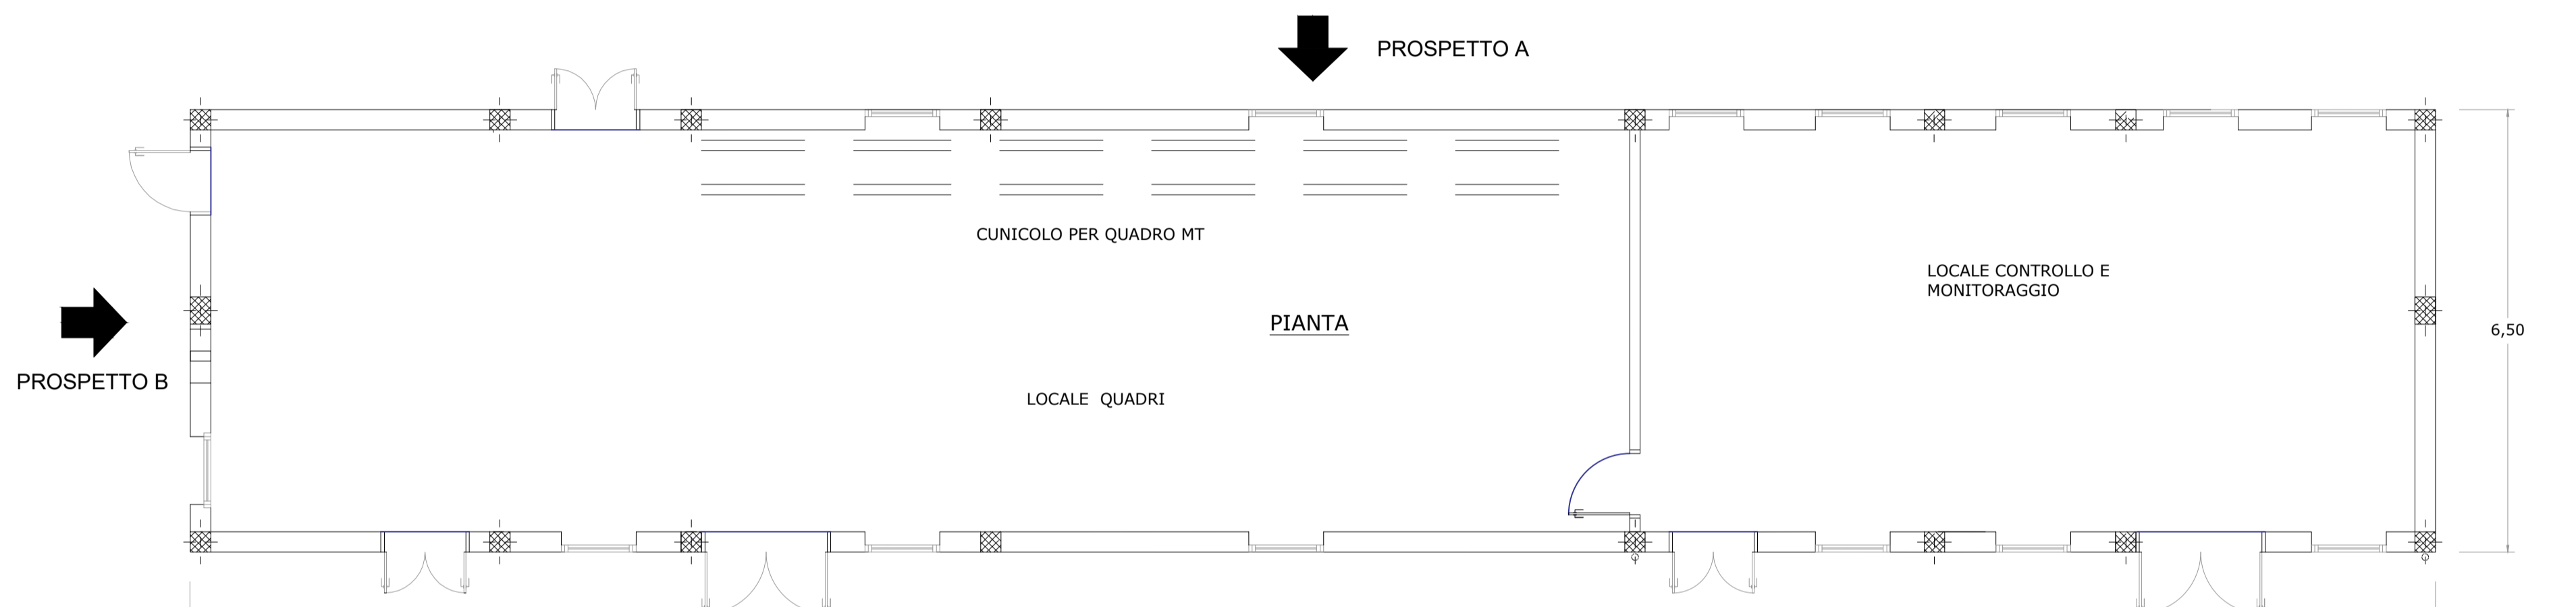 PROSPETTO A
CUNICOLO PER QUADRO MT
LOCALE CONTROLLO E
MONITORAGGIO
PIANTA
6,50
PROSPETTO B
LOCALE QUADRI